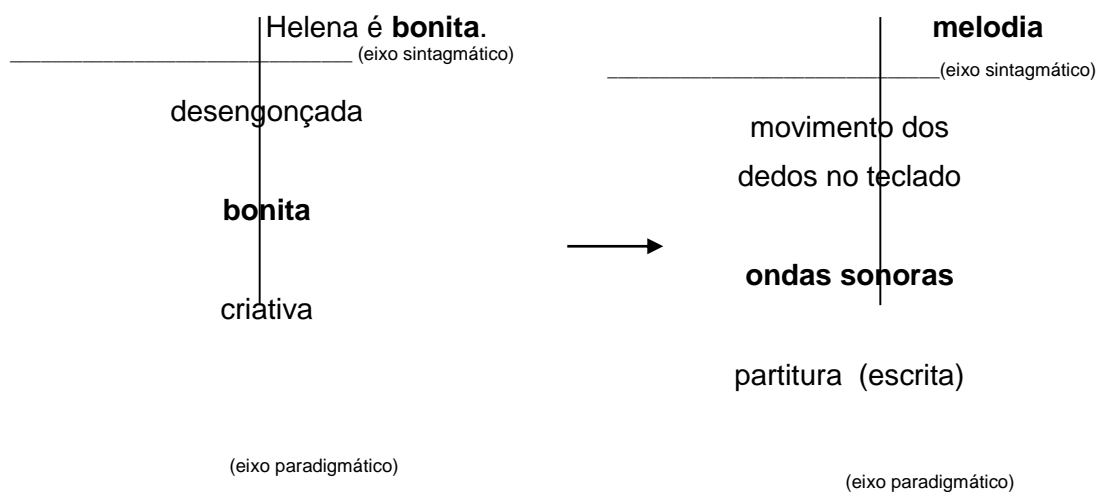 Helena é bonita.
(eixo sintagmático)
desengonçada
bonita
criativa
(eixo paradigmático)
melodia
(eixo sintagmático)
movimento dos
dedos no teclado
ondas sonoras
partitura (escrita)
(eixo paradigmático)